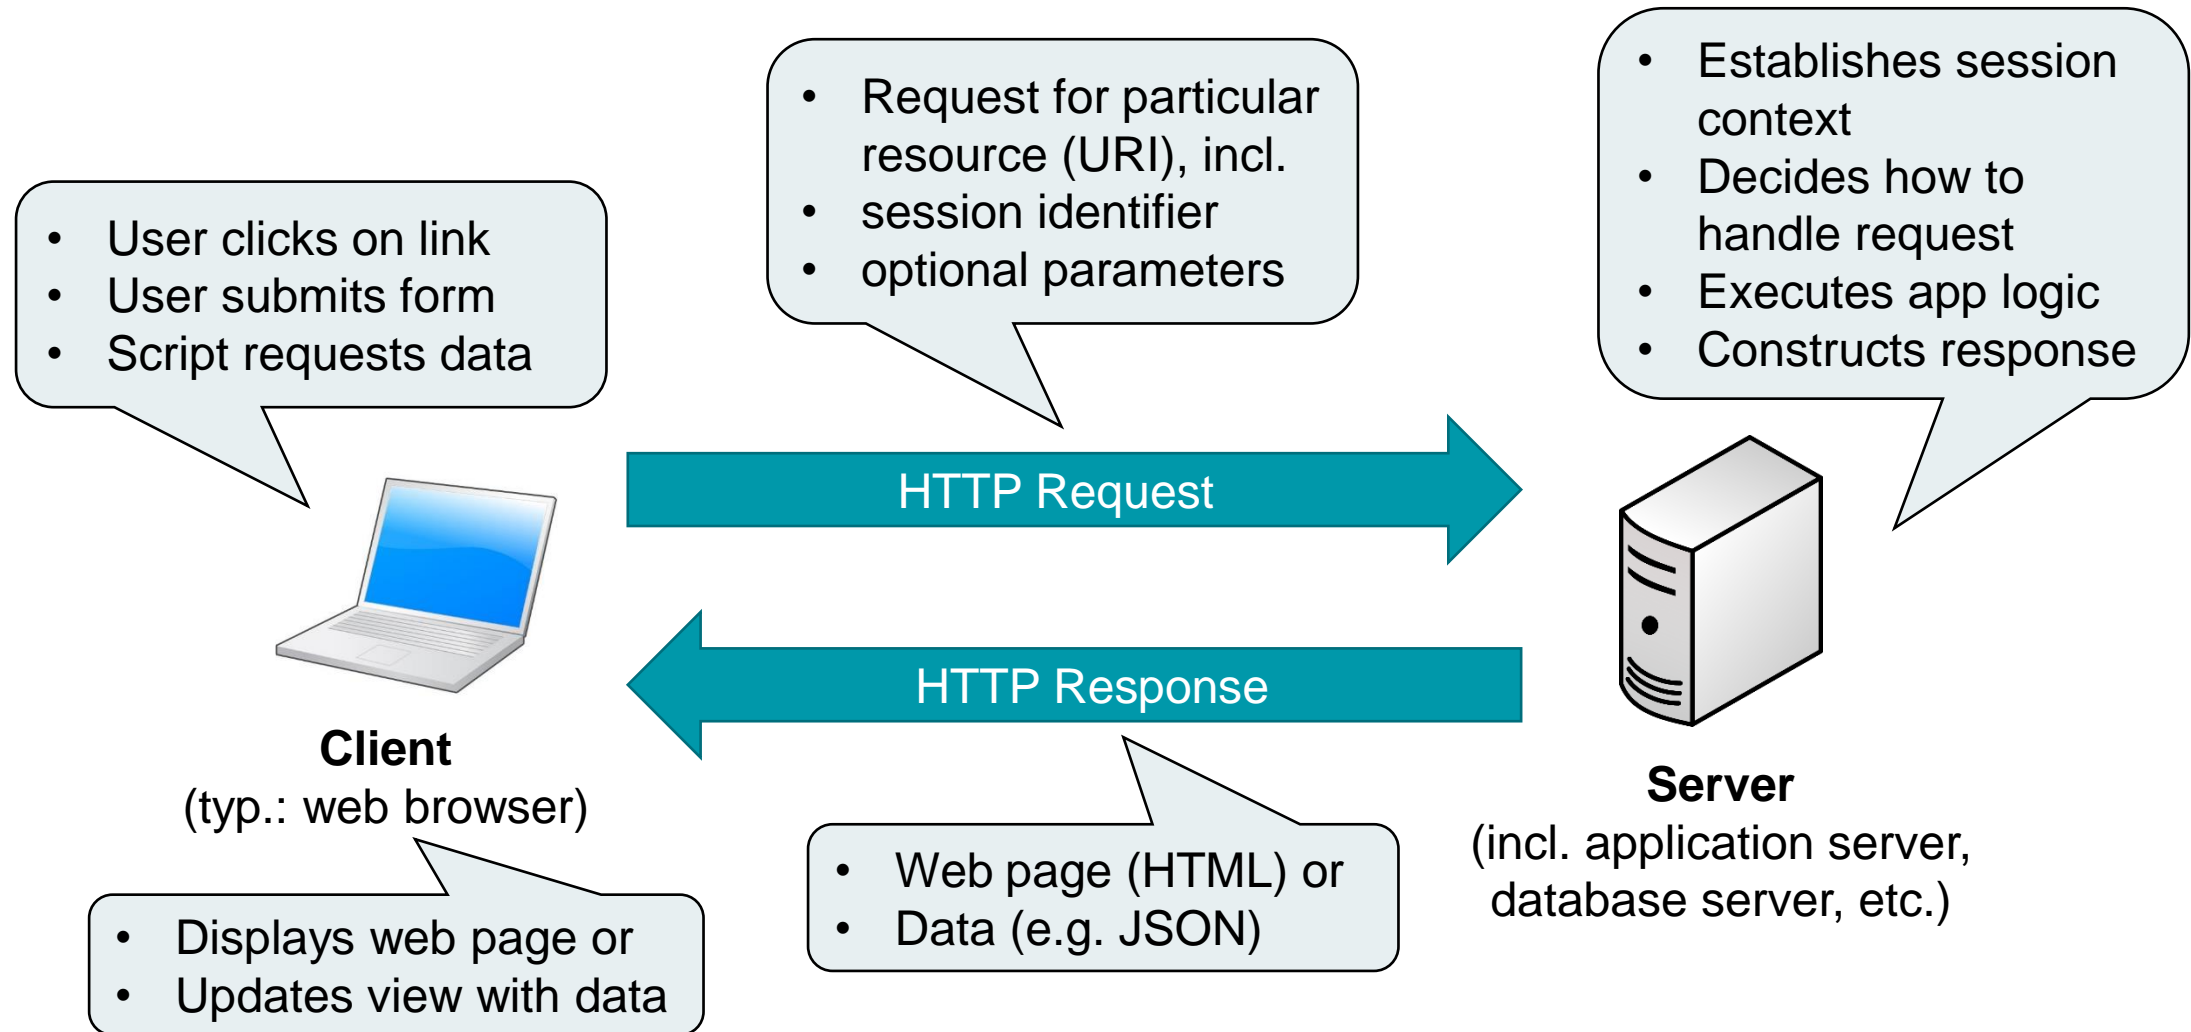 • User clicks on link
• User submits form
• Script requests data
• Request for particular
resource (URI), incl.
• session identifier
• optional parameters
• Establishes session
context
• Decides how to
handle request
• Executes app logic
• Constructs response
HTTP Request
HTTP Response
Client
(typ.: web browser)
Server
(incl. application server,
database server, etc.)
• Displays web page or
• Updates view with data
• Web page (HTML) or
• Data (e.g. JSON)